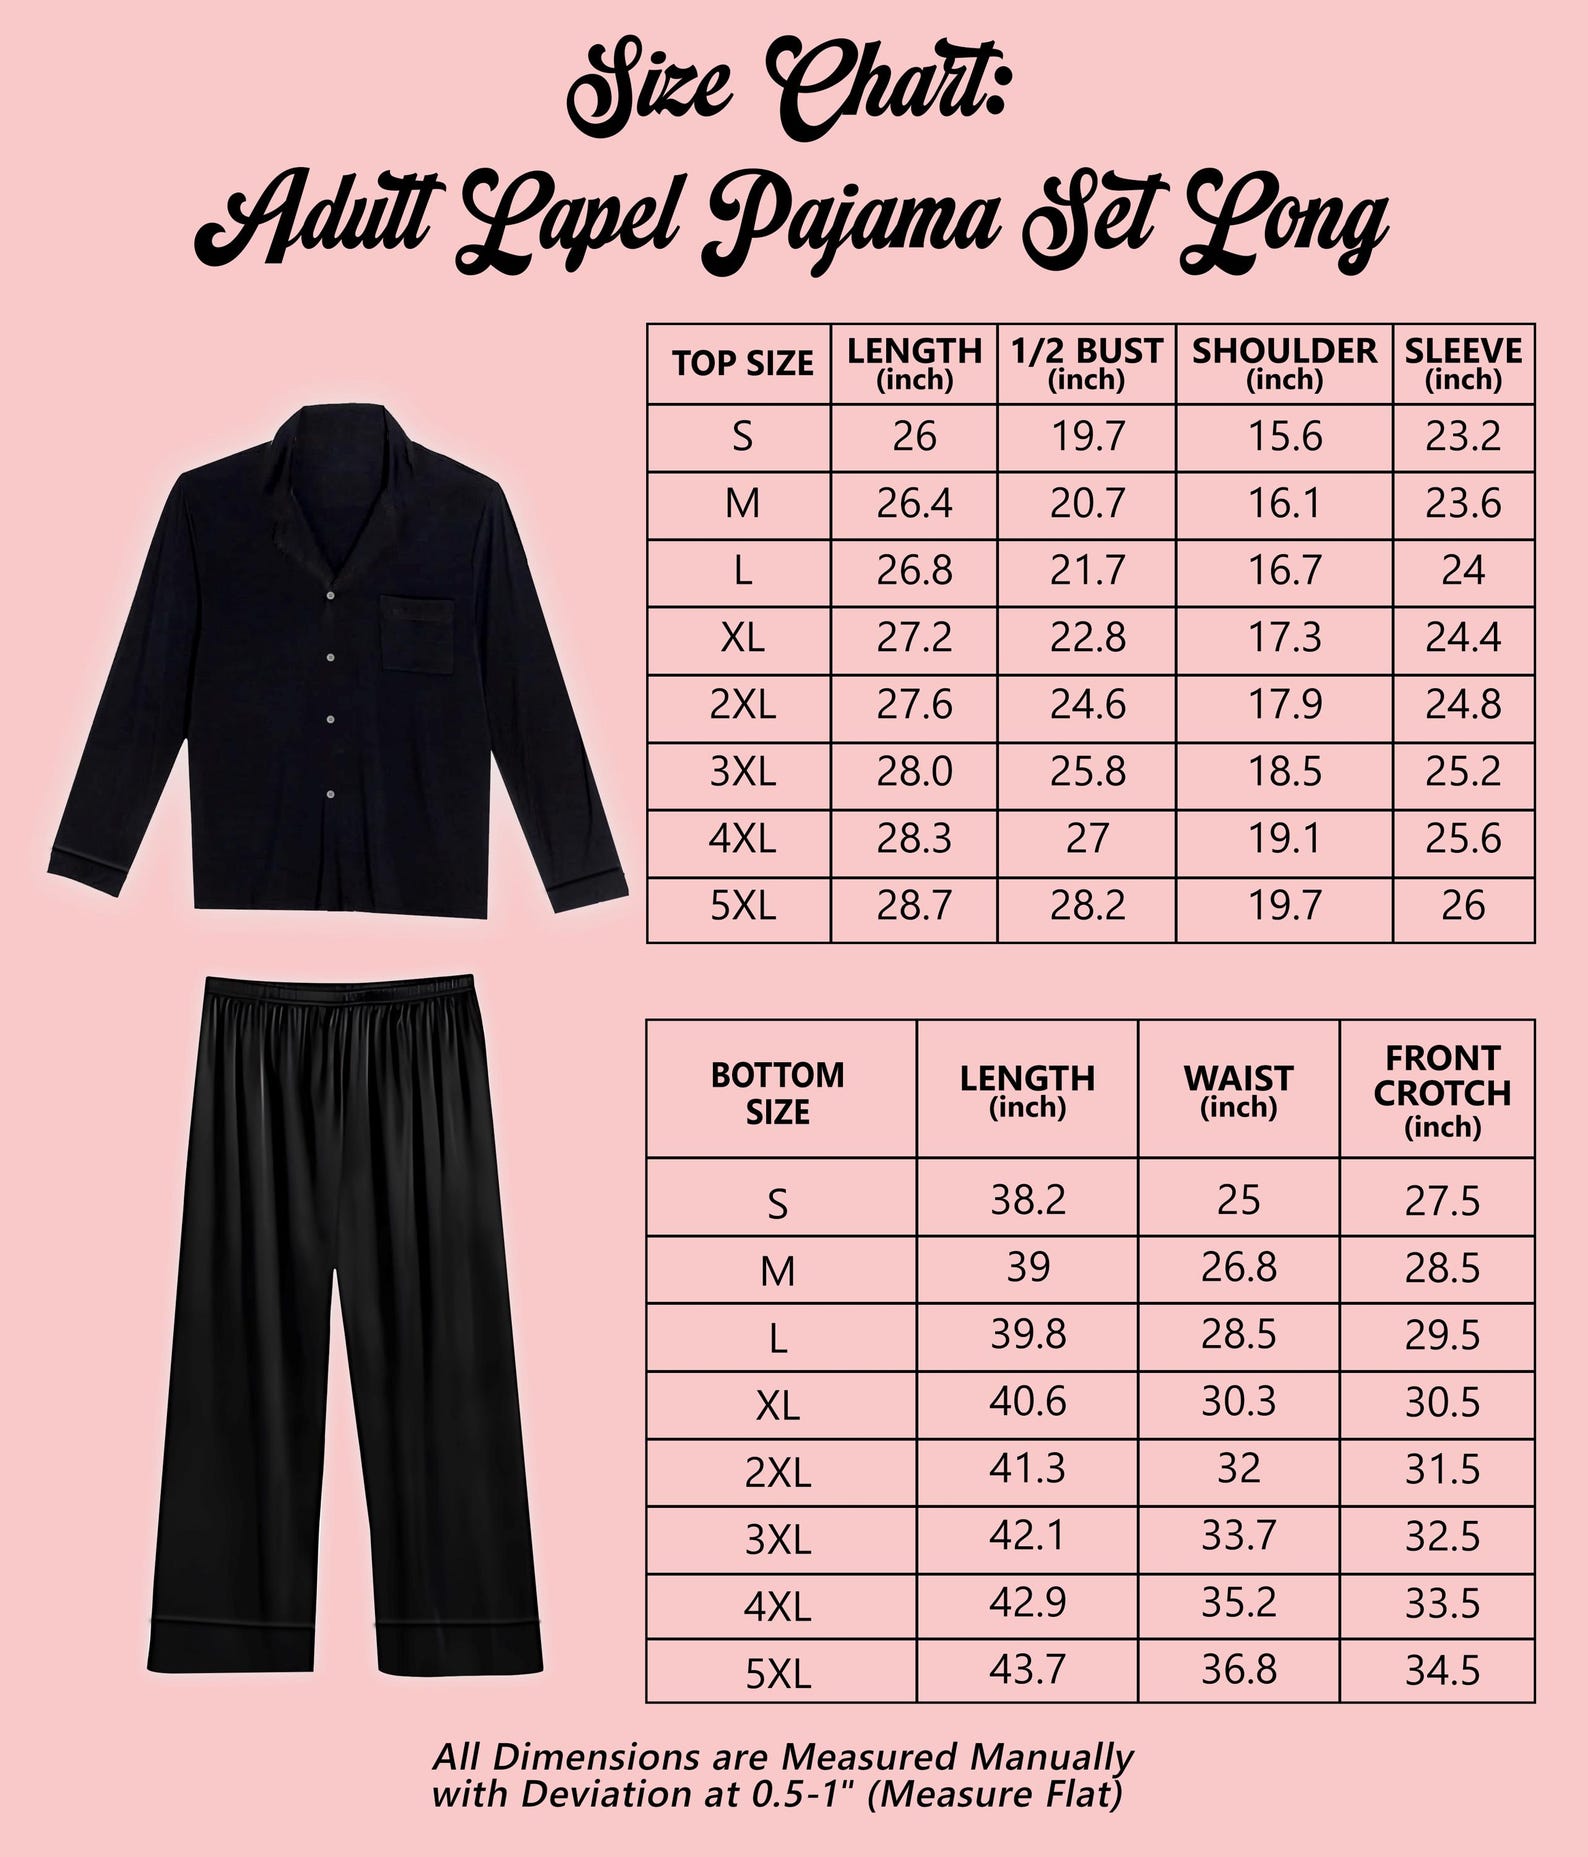 Size Chart:
Adult Lapel Pajama Set Long
TOP SIZE LENGTH (inch) 1/2 BUST (inch) SHOULDER (inch) SLEEVE (inch)
S 26 19.7 15.6 23.2
M 26.4 20.7 16.1 23.6
L 26.8 21.7 16.7 24
XL 27.2 22.8 17.3 24.4
2XL 27.6 24.6 17.9 24.8
3XL 28.0 25.8 18.5 25.2
4XL 28.3 27 19.1 25.6
5XL 28.7 28.2 19.7 26
BOTTOM SIZE LENGTH (inch) WAIST (inch) FRONT CROTCH (inch)
S 38.2 25 27.5
M 39 26.8 28.5
L 39.8 28.5 29.5
XL 40.6 30.3 30.5
2XL 41.3 32 31.5
3XL 42.1 33.7 32.5
4XL 42.9 35.2 33.5
5XL 43.7 36.8 34.5
All Dimensions are Measured Manually
with Deviation at 0.5-1" (Measure Flat)